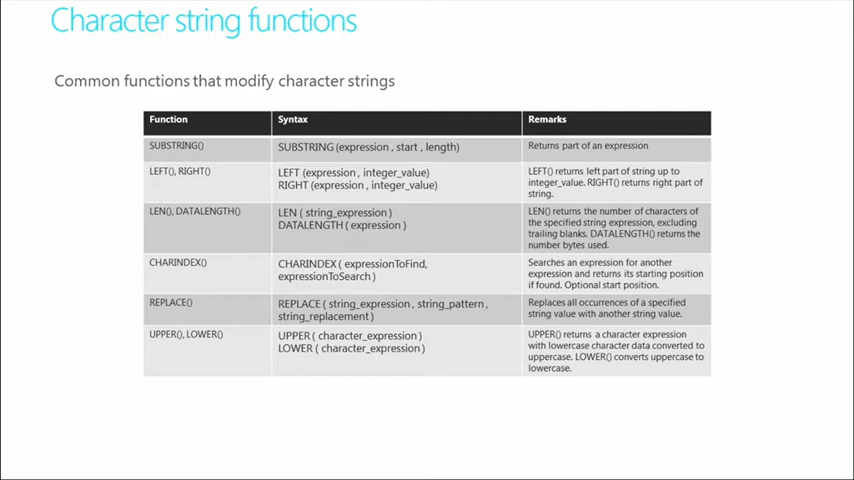 Character string functions
Common functions that modify character strings
Function Syntax Remarks
SUBSTRING() SUBSTRING (expression , start , length) Returns part of an expression
LEFT(), RIGHT() LEFT (expression , integer_value) LEFT() returns left part of string up to
RIGHT (expression , integer_value) integer_value. RIGHT() returns right part of
string.
LEN(), DATALENGTH() LEN ( string_expression ) LEN() returns the number of characters of
DATALENGTH ( expression ) the specified string expression, excluding
trailing blanks. DATALENGTH() returns the
number bytes used.
CHARINDEX() CHARINDEX ( expressionToFind, Searches an expression for another
expressionToSearch ) expression and returns its starting position
if found. Optional start position.
REPLACE() REPLACE ( string_expression , string_pattern , Replaces all occurrences of a specified
string_replacement ) string value with another string value.
UPPER(), LOWER() UPPER ( character_expression ) UPPER() returns a character expression
LOWER ( character_expression ) with lowercase character data converted to
uppercase. LOWER() converts uppercase to
lowercase.